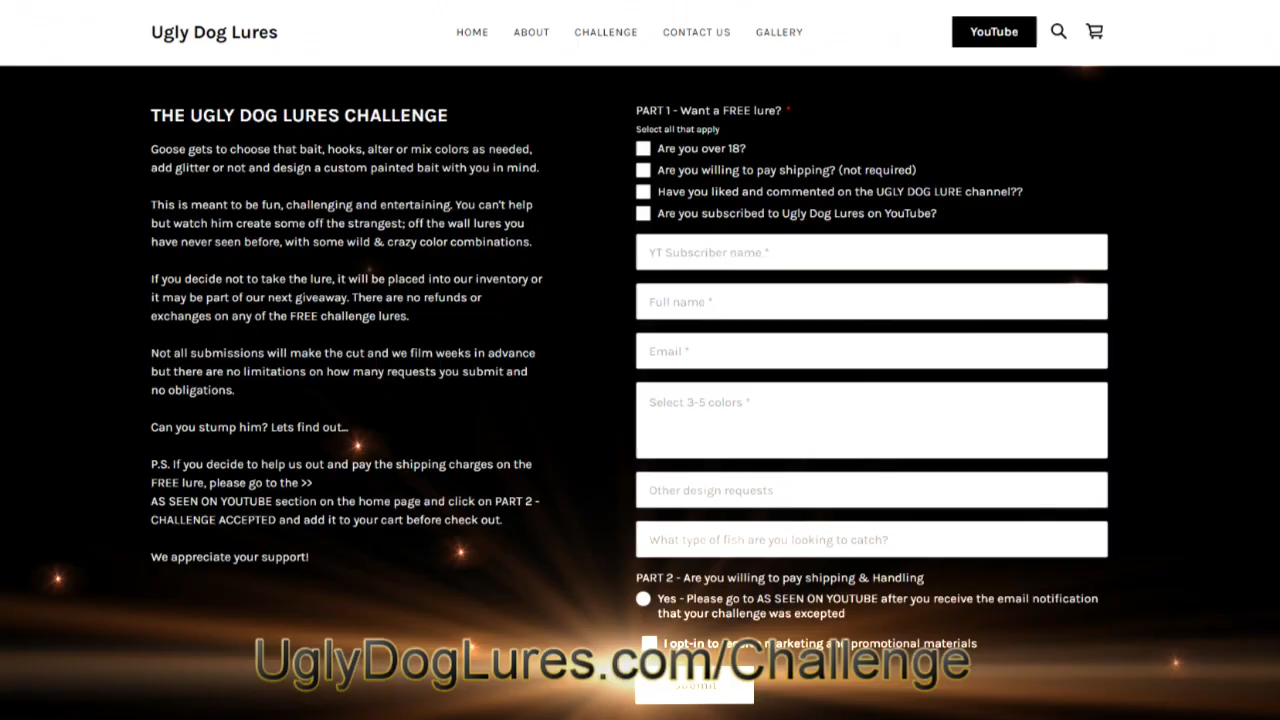 Ugly Dog Lures
HOME ABOUT CHALLENGE CONTACT US GALLERY
YouTube
THE UGLY DOG LURES CHALLENGE
Goose gets to choose that bait, hooks, alter or mix colors as needed,
add glitter or not and design a custom painted bait with you in mind.
This is meant to be fun, challenging and entertaining. You can't help
but watch him create some off the strangest; off the wall lures you
have never seen before, with some wild & crazy color combinations.
If you decide not to take the lure, it will be placed into our inventory or
it may be part of our next giveaway. There are no refunds or
exchanges on any of the FREE challenge lures.
Not all submissions will make the cut and we film weeks in advance
but there are no limitations on how many requests you submit and
no obligations.
Can you stump him? Lets find out...
P.S. If you decide to help us out and pay the shipping charges on the
FREE lure, please go to the >>
AS SEEN ON YOUTUBE section on the home page and click on PART 2 -
CHALLENGE ACCEPTED and add it to your cart before check out.
We appreciate your support!
PART 1 - Want a FREE lure? *
Select all that apply
Are you over 18?
Are you willing to pay shipping? (not required)
Have you liked and commented on the UGLY DOG LURE channel??
Are you subscribed to Ugly Dog Lures on YouTube?
YT Subscriber name *
Full name *
Email *
Select 3-5 colors *
Other design requests
What type of fish are you looking to catch?
PART 2 - Are you willing to pay shipping & Handling
Yes - Please go to AS SEEN ON YOUTUBE after you receive the email notification
that your challenge was excepted
I opt-in to receive marketing and promotional materials
UglyDogLures.com/Challenge
Submit